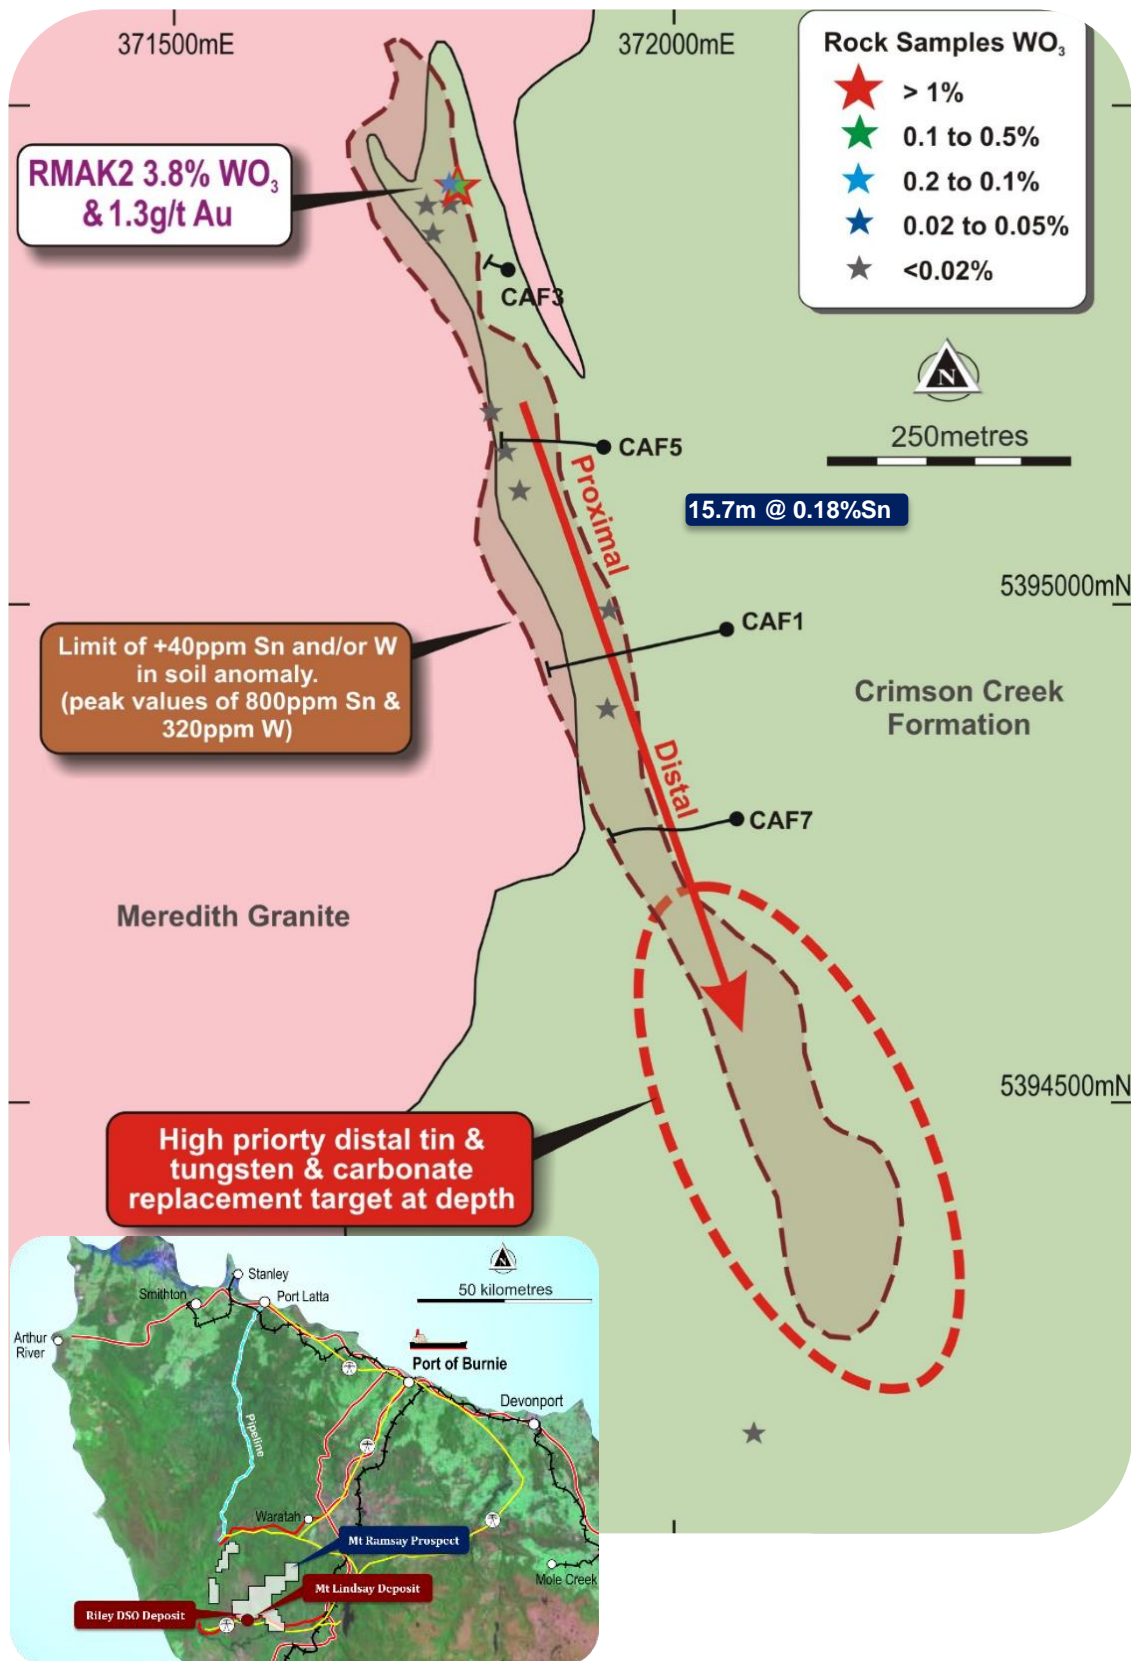 371500mE
372000mE
Rock Samples WO₃
> 1%
0.1 to 0.5%
0.2 to 0.1%
0.02 to 0.05%
<0.02%
RMAK2 3.8% WO₃
& 1.3g/t Au
CAF3
N
250metres
CAF5
Proximal
15.7m @ 0.18%Sn
5395000mN
CAF1
Limit of +40ppm Sn and/or W
in soil anomaly.
(peak values of 800ppm Sn &
320ppm W)
Crimson Creek
Formation
Distal
CAF7
Meredith Granite
5394500mN
High priorty distal tin &
tungsten & carbonate
replacement target at depth
N
50 kilometres
Stanley
Smithton
Port Latta
Arthur
River
Port of Burnie
Devonport
Pipeline
Waratah
Mt Ramsay Prospect
Mole Creek
Mt Lindsay Deposit
Riley DSO Deposit